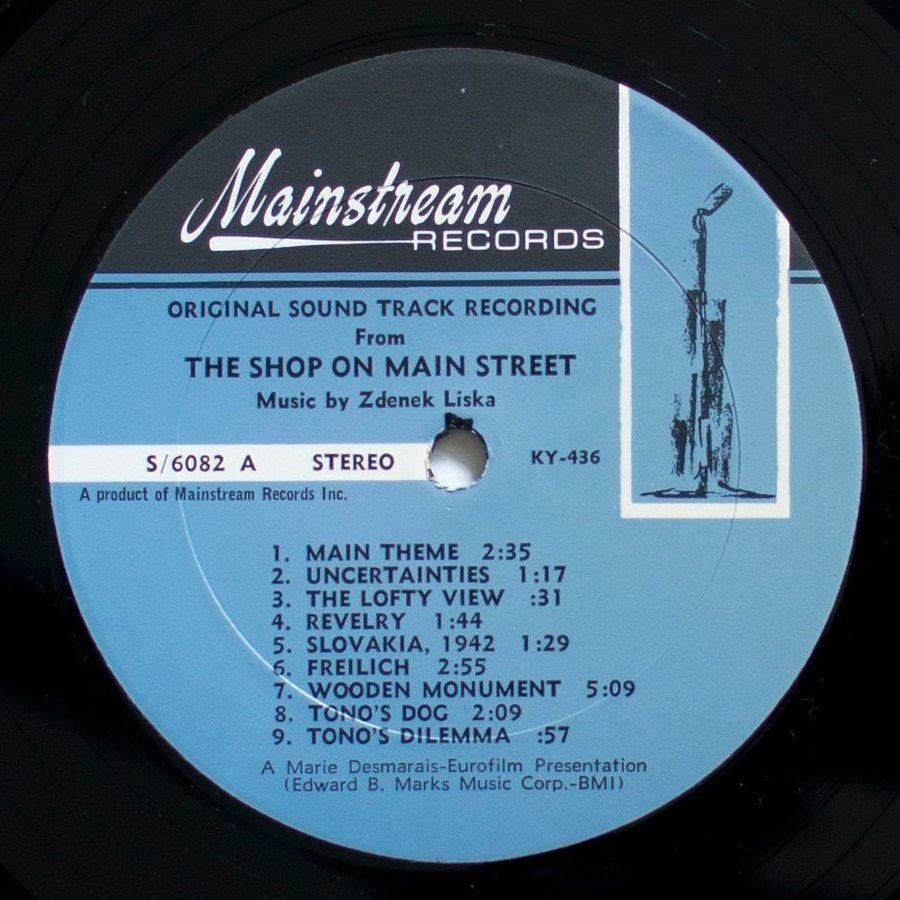 Mainstream
RECORDS
ORIGINAL SOUND TRACK RECORDING
From
THE SHOP ON MAIN STREET
Music by Zdenek Liska
S/6082 A STEREO KY-436
A product of Mainstream Records Inc.
1. MAIN THEME 2:35
2. UNCERTAINTIES 1:17
3. THE LOFTY VIEW :31
4. REVELRY 1:44
5. SLOVAKIA, 1942 1:29
6. FREILICH 2:55
7. WOODEN MONUMENT 5:09
8. TONO'S DOG 2:09
9. TONO'S DILEMMA :57
A Marie Desmarais-Eurofilm Presentation
(Edward B. Marks Music Corp.-BMI)